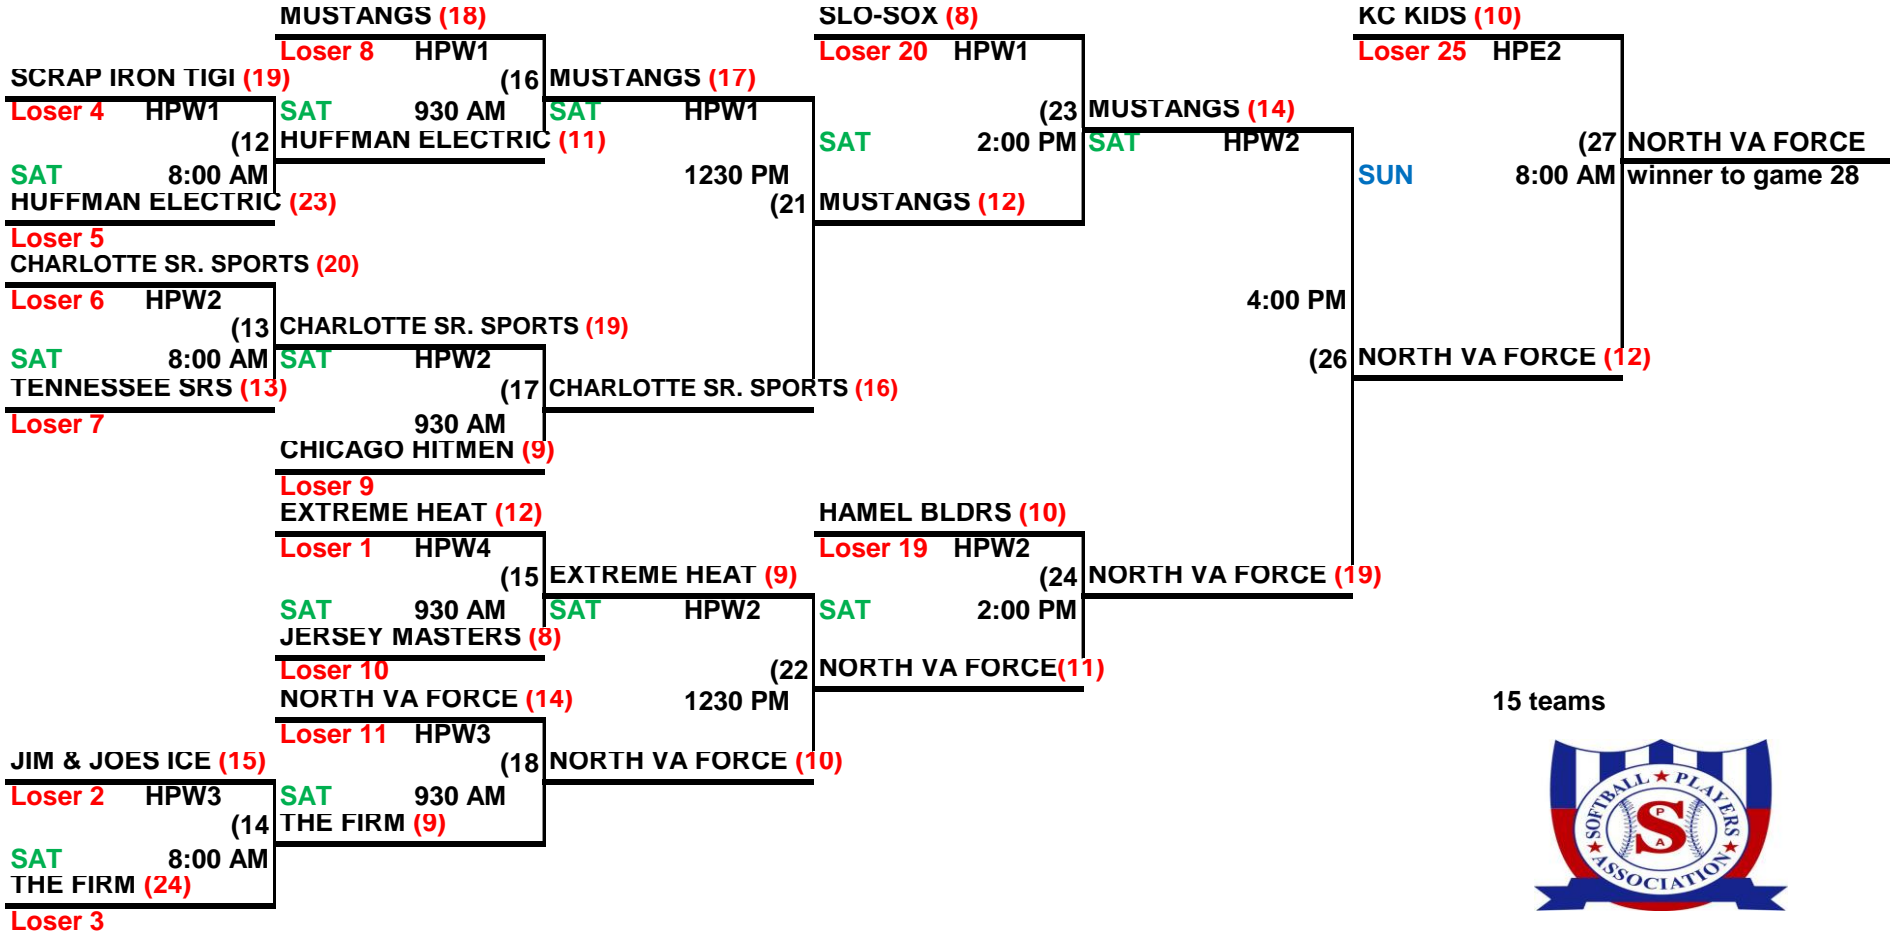 MUSTANGS (18) SLO-SOX (8) KC KIDS (10)
Loser 8 HPW1 Loser 20 HPW1 Loser 25 HPE2
SCRAP IRON TIGI (19) (16 MUSTANGS (17)
Loser 4 HPW1 SAT 930 AM SAT HPW1 (23 MUSTANGS (14)
(12 HUFFMAN ELECTRIC (11) SAT 2:00 PM SAT HPW2 (27 NORTH VA FORCE
SAT 8:00 AM 1230 PM SUN 8:00 AM winner to game 28
HUFFMAN ELECTRIC (23) (21 MUSTANGS (12)
Loser 5
CHARLOTTE SR. SPORTS (20)
Loser 6 HPW2 4:00 PM
(13 CHARLOTTE SR. SPORTS (19)
SAT 8:00 AM SAT HPW2 (26 NORTH VA FORCE (12)
TENNESSEE SRS (13) (17 CHARLOTTE SR. SPORTS (16)
Loser 7 930 AM
CHICAGO HITMEN (9)
Loser 9
EXTREME HEAT (12) HAMEL BLDRS (10)
Loser 1 HPW4 Loser 19 HPW2
(15 EXTREME HEAT (9) (24 NORTH VA FORCE (19)
SAT 930 AM SAT HPW2 SAT 2:00 PM
JERSEY MASTERS (8)
Loser 10 (22 NORTH VA FORCE(11)
NORTH VA FORCE (14) 1230 PM 15 teams
Loser 11 HPW3
JIM & JOES ICE (15) (18 NORTH VA FORCE (10)
Loser 2 HPW3 SAT 930 AM
(14 THE FIRM (9)
SAT 8:00 AM
THE FIRM (24)
Loser 3
SOFTBALL ★ PLAYERS ★ ASSOCIATION ★
P
S
A